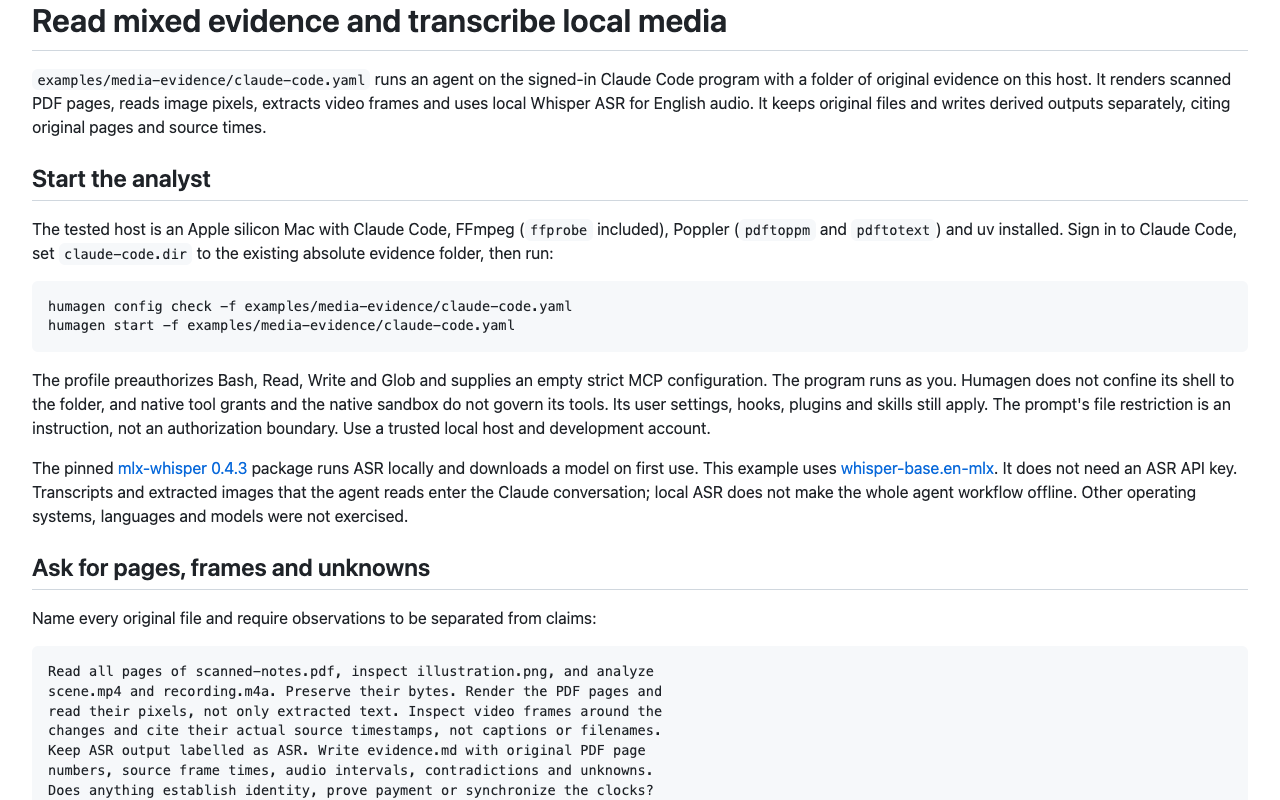 Read mixed evidence and transcribe local media
examples/media-evidence/claude-code.yaml runs an agent on the signed-in Claude Code program with a folder of original evidence on this host. It renders scanned
PDF pages, reads image pixels, extracts video frames and uses local Whisper ASR for English audio. It keeps original files and writes derived outputs separately, citing
original pages and source times.
Start the analyst
The tested host is an Apple silicon Mac with Claude Code, FFmpeg ( ffprobe included), Poppler ( pdftoppm and pdftotext ) and uv installed. Sign in to Claude Code,
set claude-code.dir to the existing absolute evidence folder, then run:
humagen config check -f examples/media-evidence/claude-code.yaml
humagen start -f examples/media-evidence/claude-code.yaml
The profile preauthorizes Bash, Read, Write and Glob and supplies an empty strict MCP configuration. The program runs as you. Humagen does not confine its shell to
the folder, and native tool grants and the native sandbox do not govern its tools. Its user settings, hooks, plugins and skills still apply. The prompt's file restriction is an
instruction, not an authorization boundary. Use a trusted local host and development account.
The pinned mlx-whisper 0.4.3 package runs ASR locally and downloads a model on first use. This example uses whisper-base.en-mlx. It does not need an ASR API key.
Transcripts and extracted images that the agent reads enter the Claude conversation; local ASR does not make the whole agent workflow offline. Other operating
systems, languages and models were not exercised.
Ask for pages, frames and unknowns
Name every original file and require observations to be separated from claims:
Read all pages of scanned-notes.pdf, inspect illustration.png, and analyze
scene.mp4 and recording.m4a. Preserve their bytes. Render the PDF pages and
read their pixels, not only extracted text. Inspect video frames around the
changes and cite their actual source timestamps, not captions or filenames.
Keep ASR output labelled as ASR. Write evidence.md with original PDF page
numbers, source frame times, audio intervals, contradictions and unknowns.
Does anything establish identity, prove payment or synchronize the clocks?